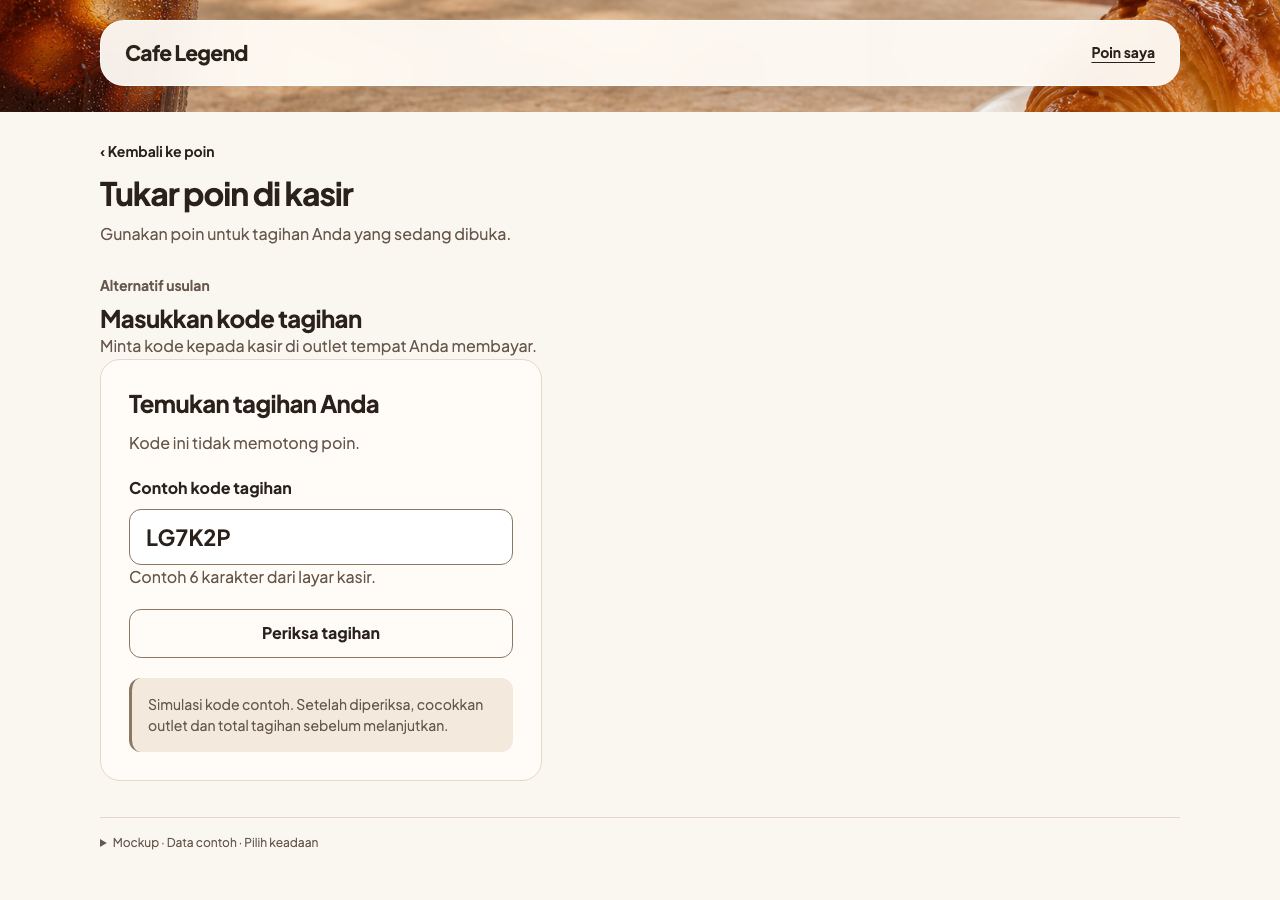 Cafe Legend
Poin saya
‹ Kembali ke poin
Tukar poin di kasir
Gunakan poin untuk tagihan Anda yang sedang dibuka.
Alternatif usulan
Masukkan kode tagihan
Minta kode kepada kasir di outlet tempat Anda membayar.
Temukan tagihan Anda
Kode ini tidak memotong poin.
Contoh kode tagihan
LG7K2P
Contoh 6 karakter dari layar kasir.
Periksa tagihan
Simulasi kode contoh. Setelah diperiksa, cocokkan
outlet dan total tagihan sebelum melanjutkan.
Mockup · Data contoh · Pilih keadaan